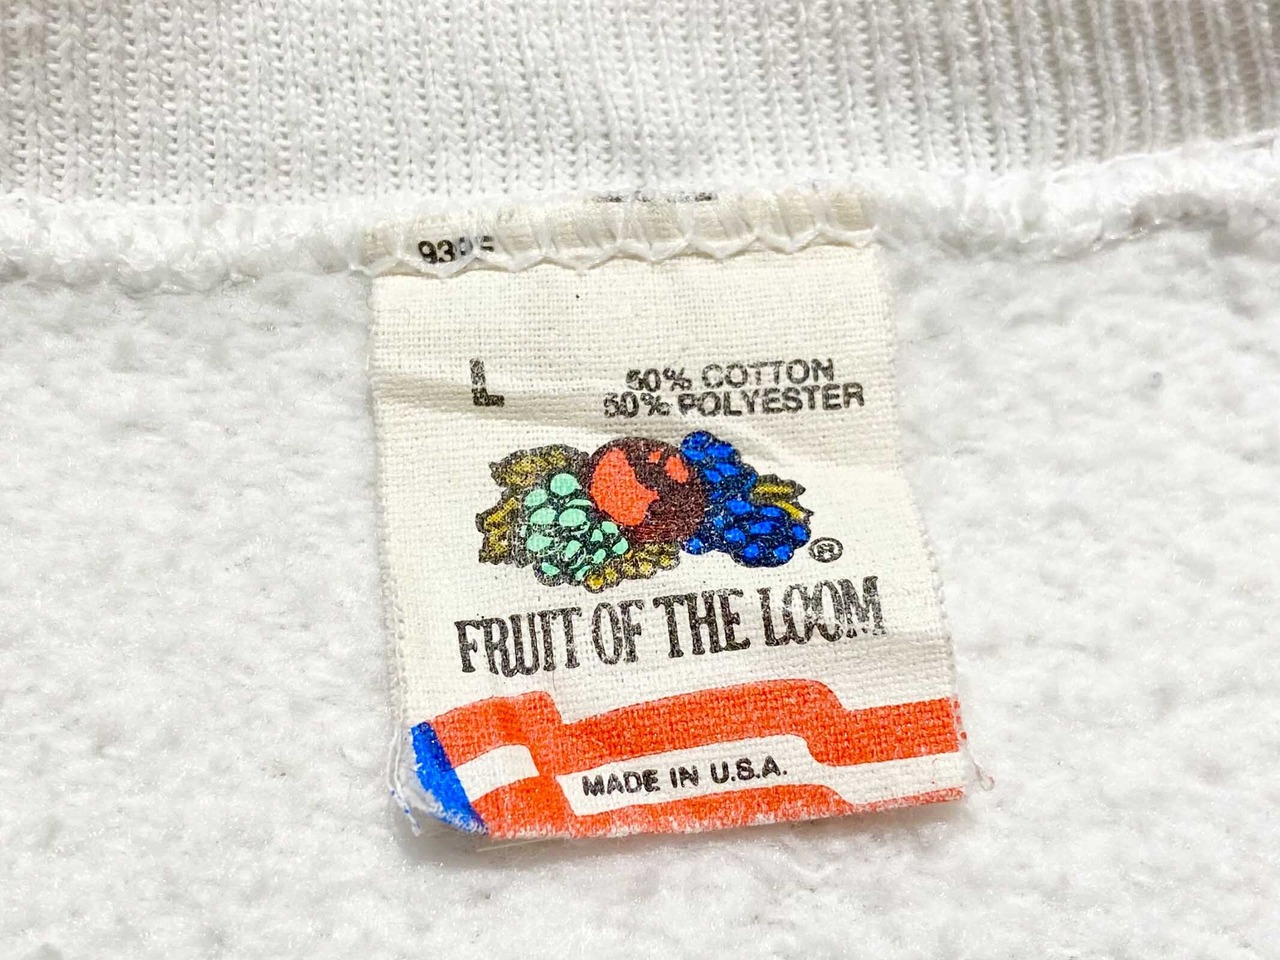 L
50% COTTON
50% POLYESTER
®
FRUIT OF THE LOOM
MADE IN U.S.A.